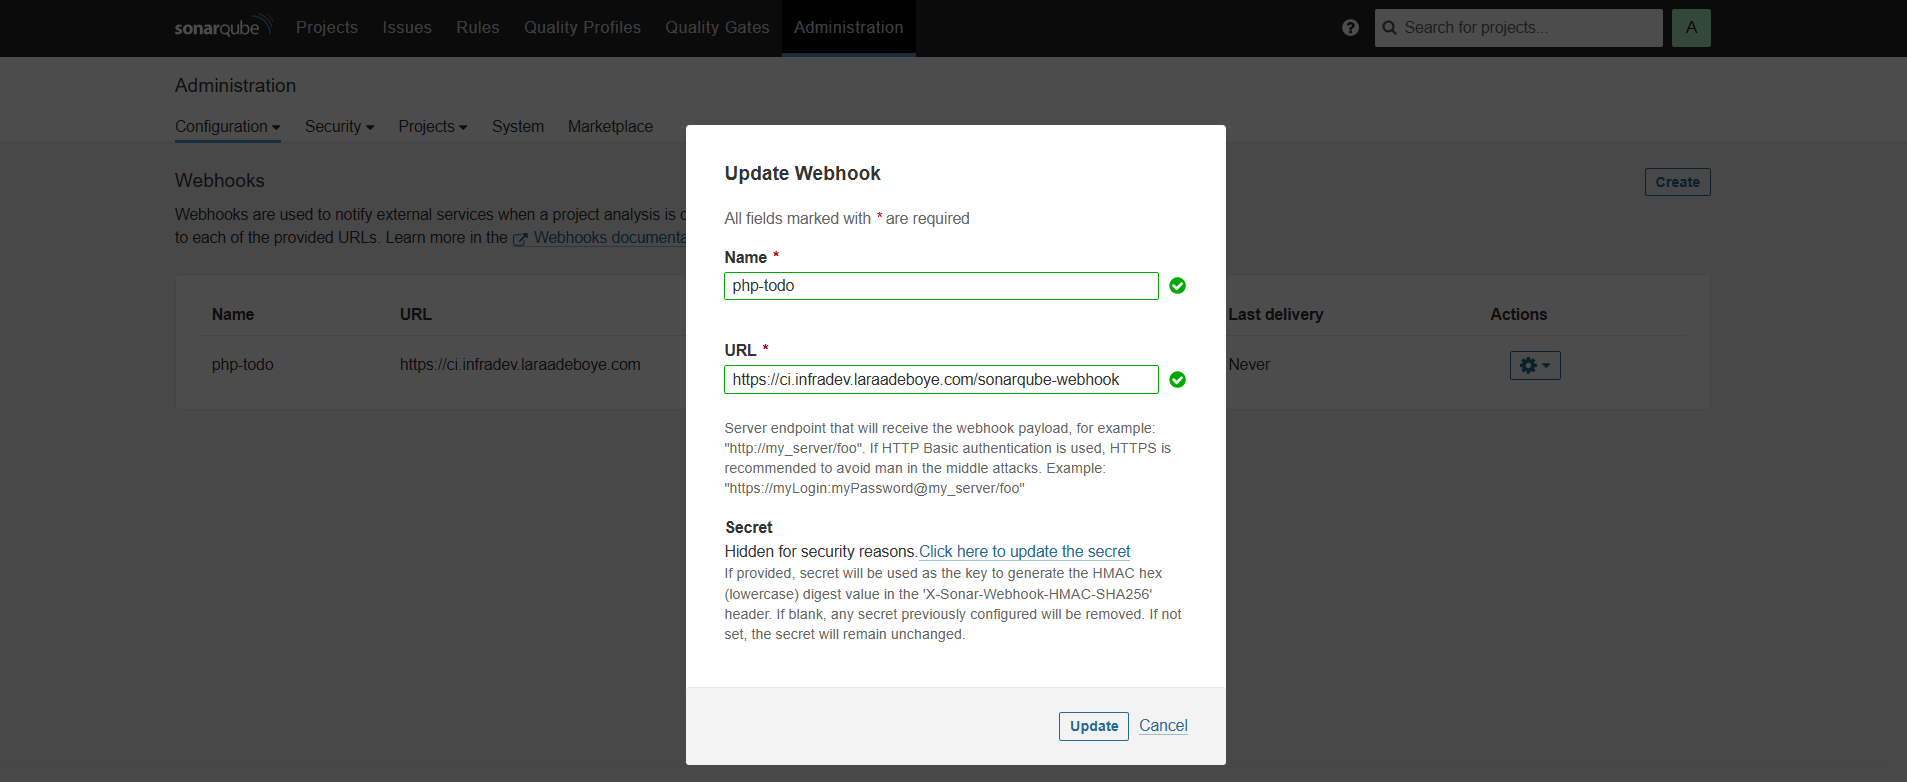 sonarqube Projects Issues Rules Quality Profiles Quality Gates Administration Search for projects... A
Administration
Configuration Security Projects System Marketplace
Webhooks
Create
Webhooks are used to notify external services when a project analysis is
to each of the provided URLs. Learn more in the Webhooks documenta
Name URL Last delivery Actions
php-todo https://ci.infradev.laraadeboye.com Never
Update Webhook
All fields marked with * are required
Name *
php-todo
URL *
https://ci.infradev.laraadeboye.com/sonarqube-webhook
Server endpoint that will receive the webhook payload, for example:
"http://my_server/foo". If HTTP Basic authentication is used, HTTPS is
recommended to avoid man in the middle attacks. Example:
"https://myLogin:myPassword@my_server/foo"
Secret
Hidden for security reasons.Click here to update the secret
If provided, secret will be used as the key to generate the HMAC hex
(lowercase) digest value in the 'X-Sonar-Webhook-HMAC-SHA256'
header. If blank, any secret previously configured will be removed. If not
set, the secret will remain unchanged.
Update Cancel